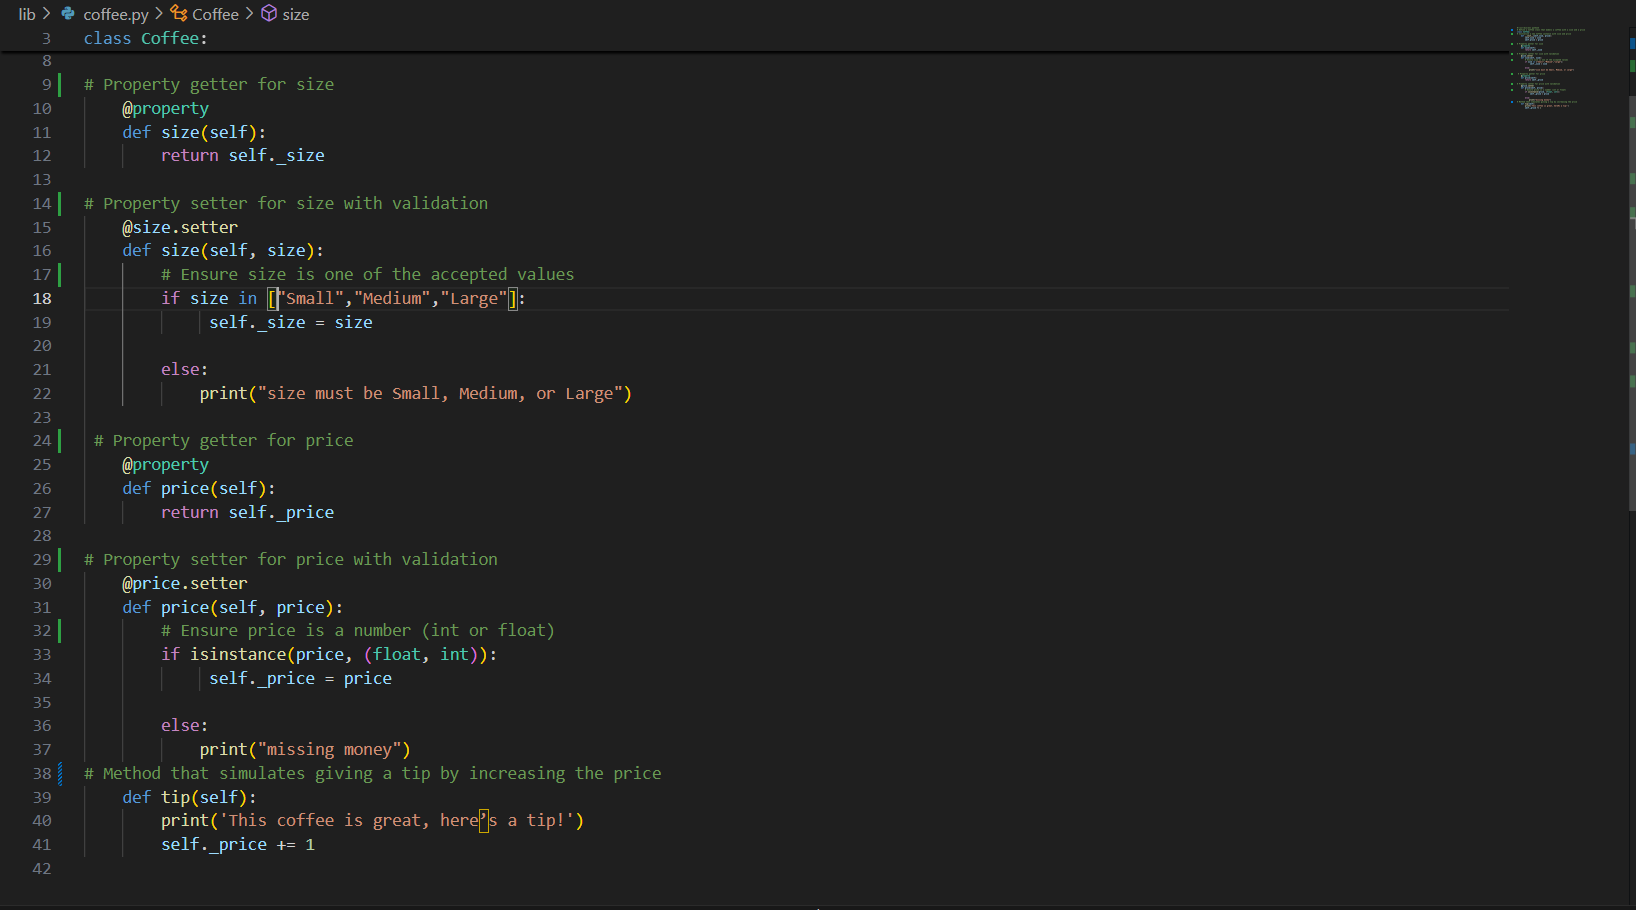 lib > coffee.py > Coffee > size
3 class Coffee:
8
9 # Property getter for size
10 @property
11 def size(self):
12 return self._size
13
14 # Property setter for size with validation
15 @size.setter
16 def size(self, size):
17 # Ensure size is one of the accepted values
18 if size in ["Small","Medium","Large"]:
19 self._size = size
20
21 else:
22 print("size must be Small, Medium, or Large")
23
24 # Property getter for price
25 @property
26 def price(self):
27 return self._price
28
29 # Property setter for price with validation
30 @price.setter
31 def price(self, price):
32 # Ensure price is a number (int or float)
33 if isinstance(price, (float, int)):
34 self._price = price
35
36 else:
37 print("missing money")
38 # Method that simulates giving a tip by increasing the price
39 def tip(self):
40 print('This coffee is great, here’s a tip!')
41 self._price += 1
42